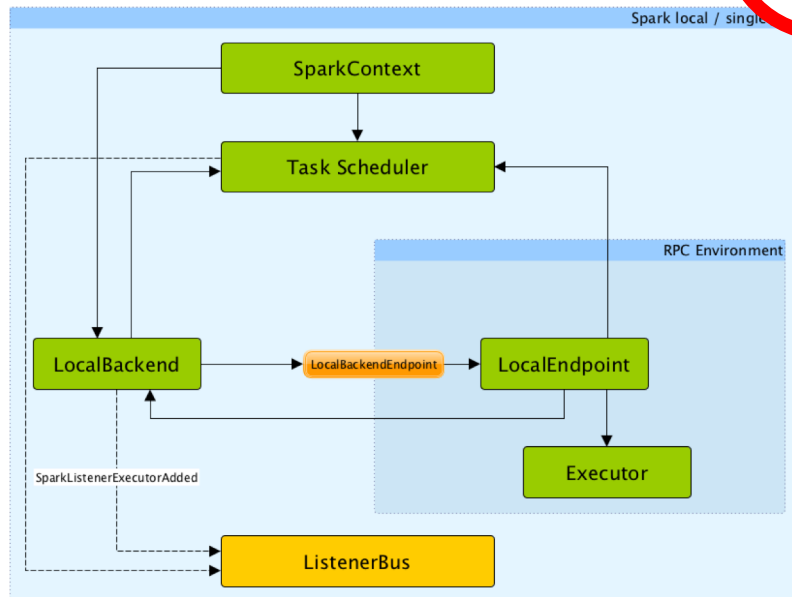 Spark local / single
SparkContext
Task Scheduler
RPC Environment
LocalBackend
LocalBackendEndpoint
LocalEndpoint
Executor
SparkListenerExecutorAdded
ListenerBus